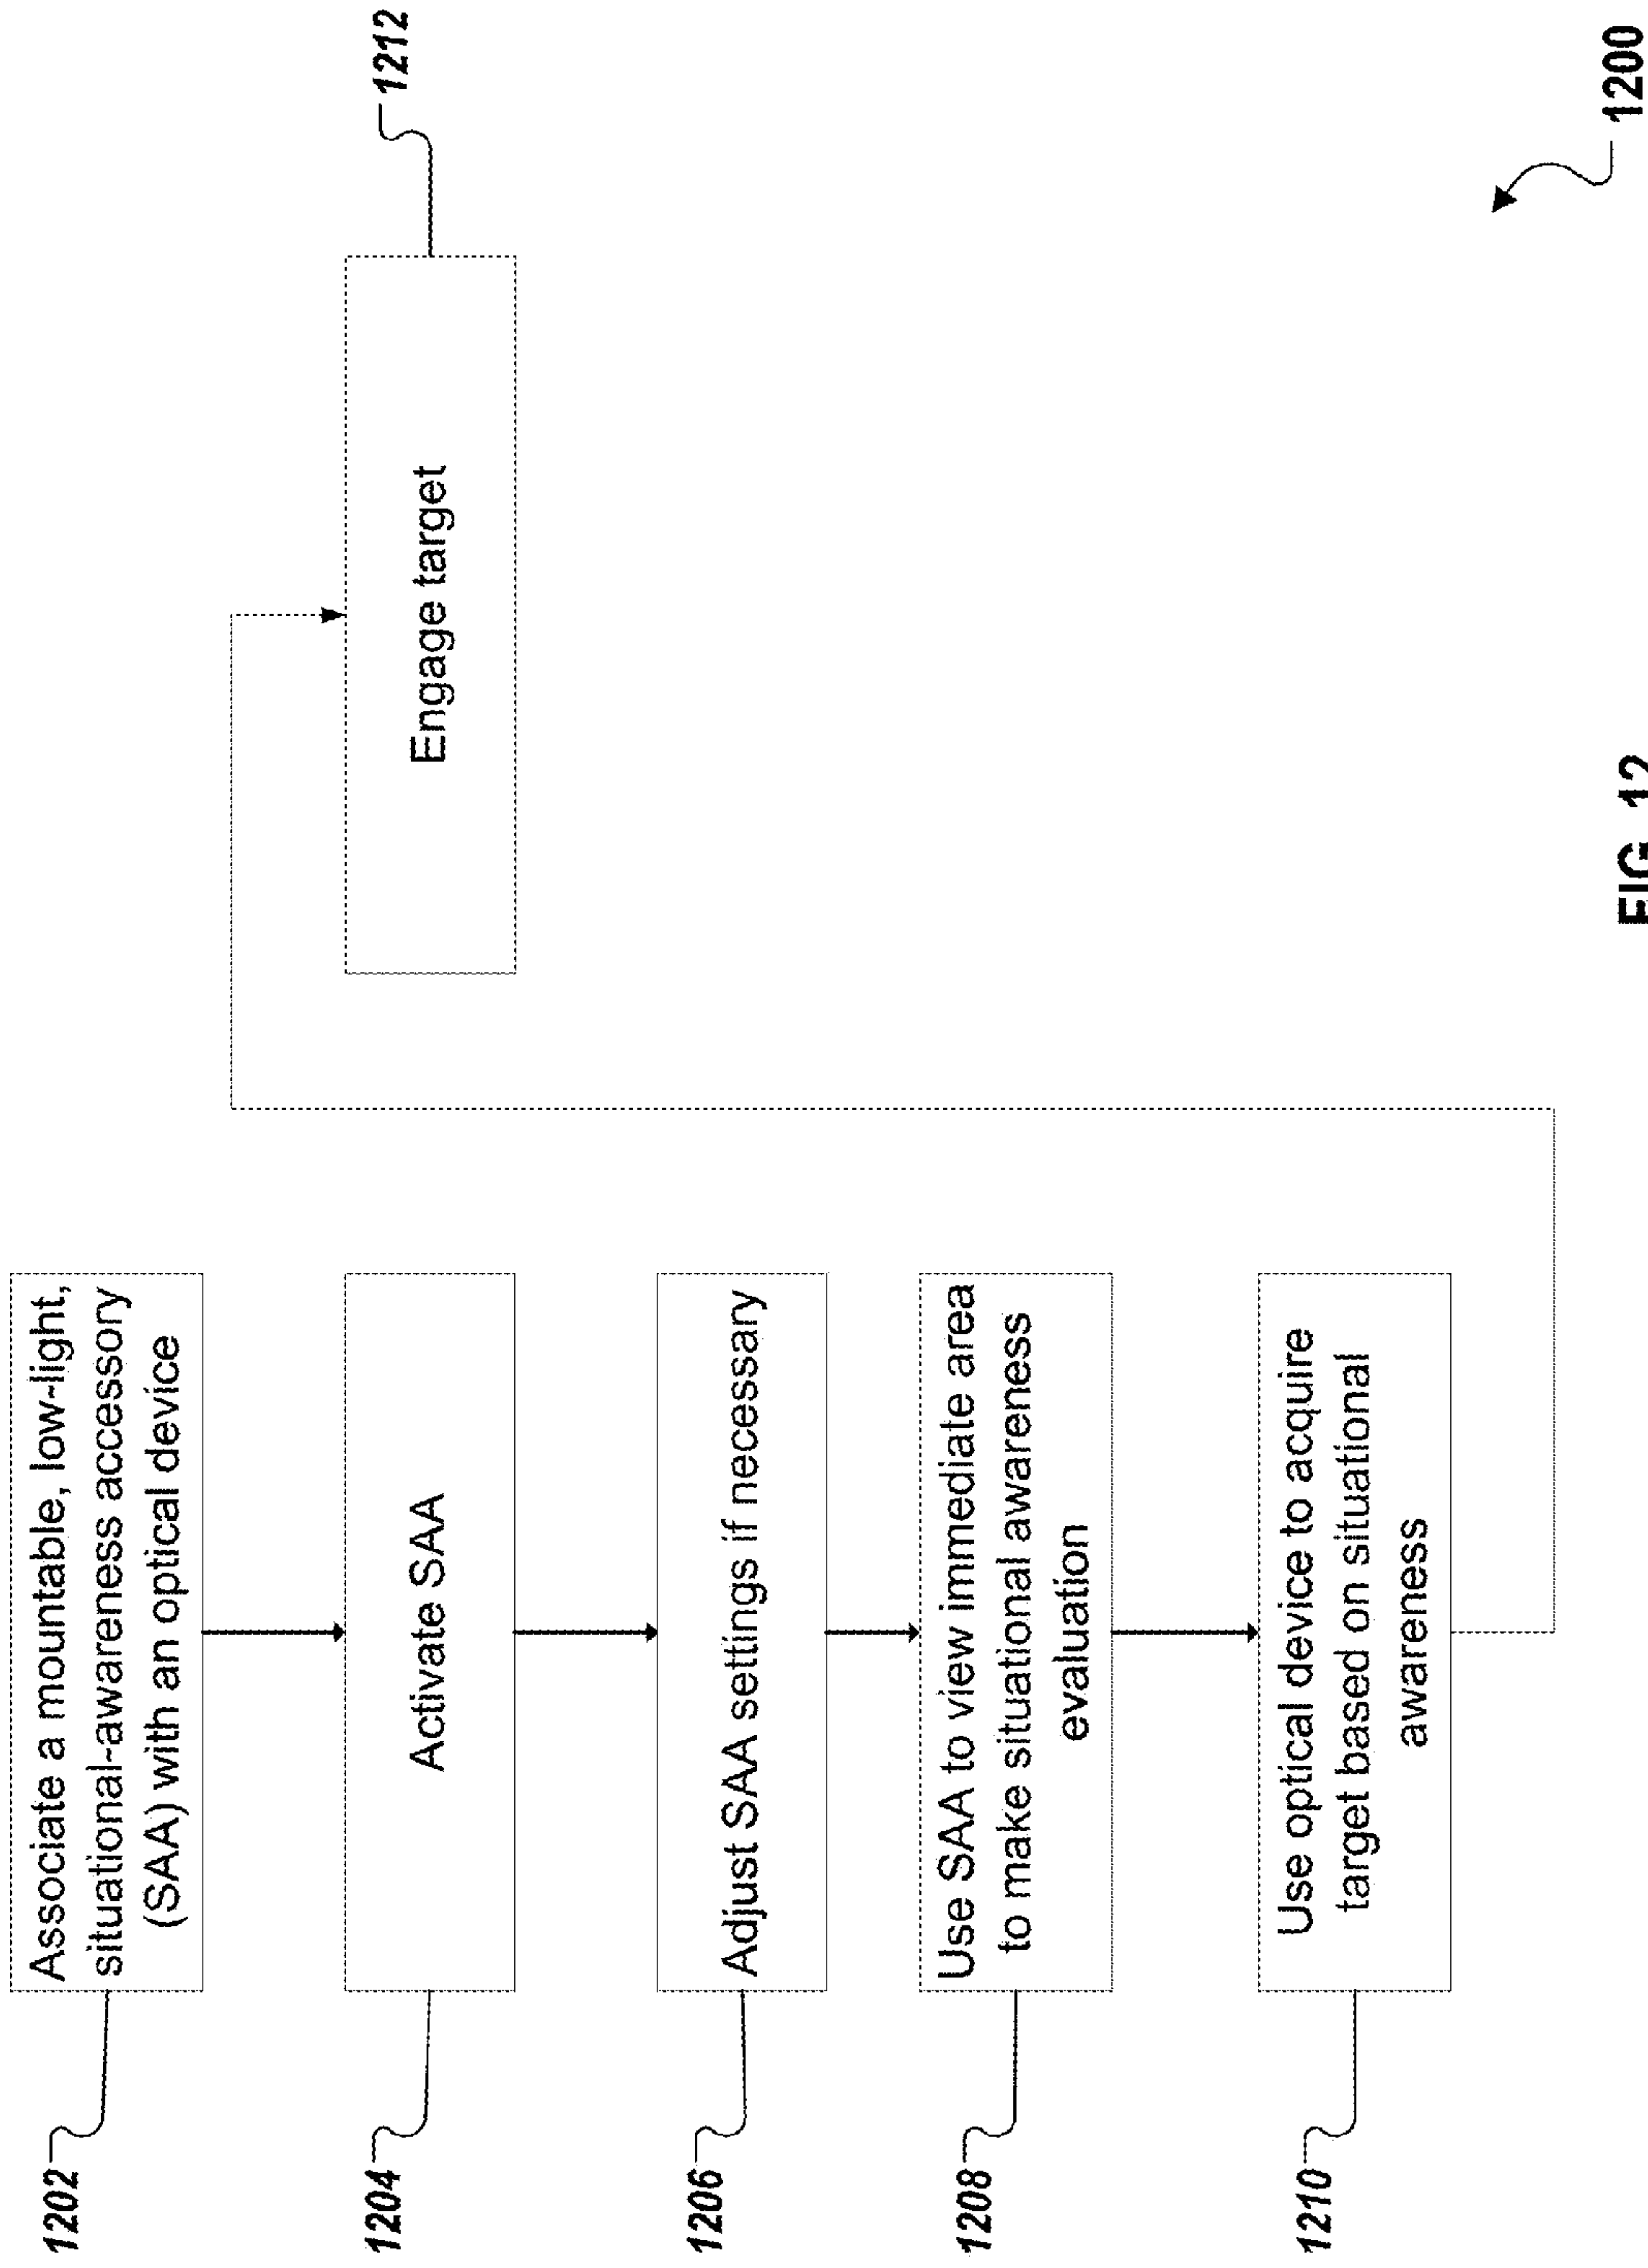 1202
Associate a mountable, low-light,
situational-awareness accessory
(SAA) with an optical device
1204
Activate SAA
1206
Adjust SAA settings if necessary
1208
Use SAA to view immediate area
to make situational awareness
evaluation
1210
Use optical device to acquire
target based on situational
awareness
Engage target
1212
1200
FIG. 12